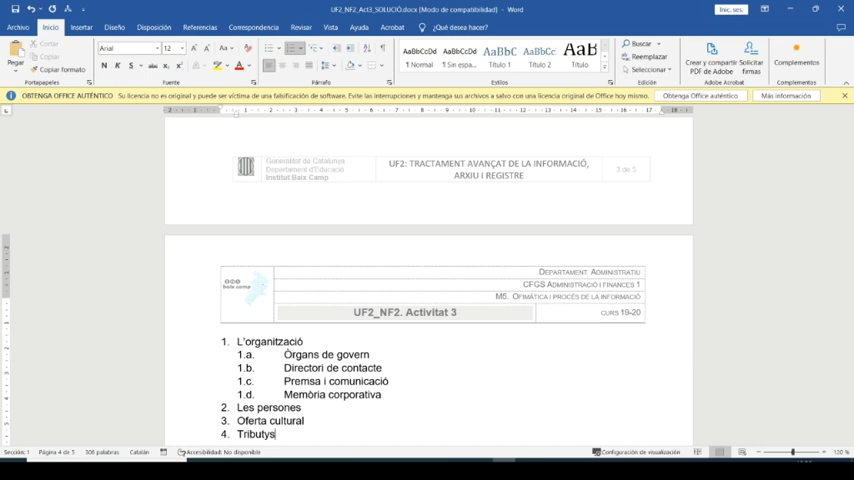 UF2_NF2_Act3_SOLUCIÓ.docx [Modo de compatibilidad] - Word
Inic. ses.
Archivo Inicio Insertar Diseño Disposición Referencias Correspondencia Revisar Vista Ayuda Acrobat ¿Qué desea hacer?
Pegar
Cortar
Copiar
Copiar formato
Portapapeles
Arial 12
Fuente
Párrafo
AaBbCcDd AaBbCcDd AaBbC AaBbCc AaB
¶ Normal ¶ Sin espa... Título 1 Título 2 Título
Estilos
Buscar
Reemplazar
Seleccionar
Edición
Crear y compartir PDF de Adobe
Solicitar firmas
Adobe Acrobat
Complementos
Complementos
OBTENGA OFFICE AUTÉNTICO Su licencia no es original y puede ser víctima de una falsificación de software. Evite las interrupciones y mantenga sus archivos a salvo con una licencia original de Office hoy mismo. Obtenga Office auténtico Más información
Generalitat de Catalunya
Departament d'Educació
Institut Baix Camp
UF2: TRACTAMENT AVANÇAT DE LA INFORMACIÓ,
ARXIU I REGISTRE
3 de 5
baix camp
DEPARTAMENT ADMINISTRATIU
CFGS ADMINISTRACIÓ I FINANCES 1
M5. OFIMÀTICA I PROCÉS DE LA INFORMACIÓ
UF2_NF2. Activitat 3
CURS 19-20
1. L'organització
1.a. Òrgans de govern
1.b. Directori de contacte
1.c. Premsa i comunicació
1.d. Memòria corporativa
2. Les persones
3. Oferta cultural
4. Tributys
Sección: 1 Página 4 de 5 306 palabras Catalán Accesibilidad: No disponible Configuración de visualización 120 %